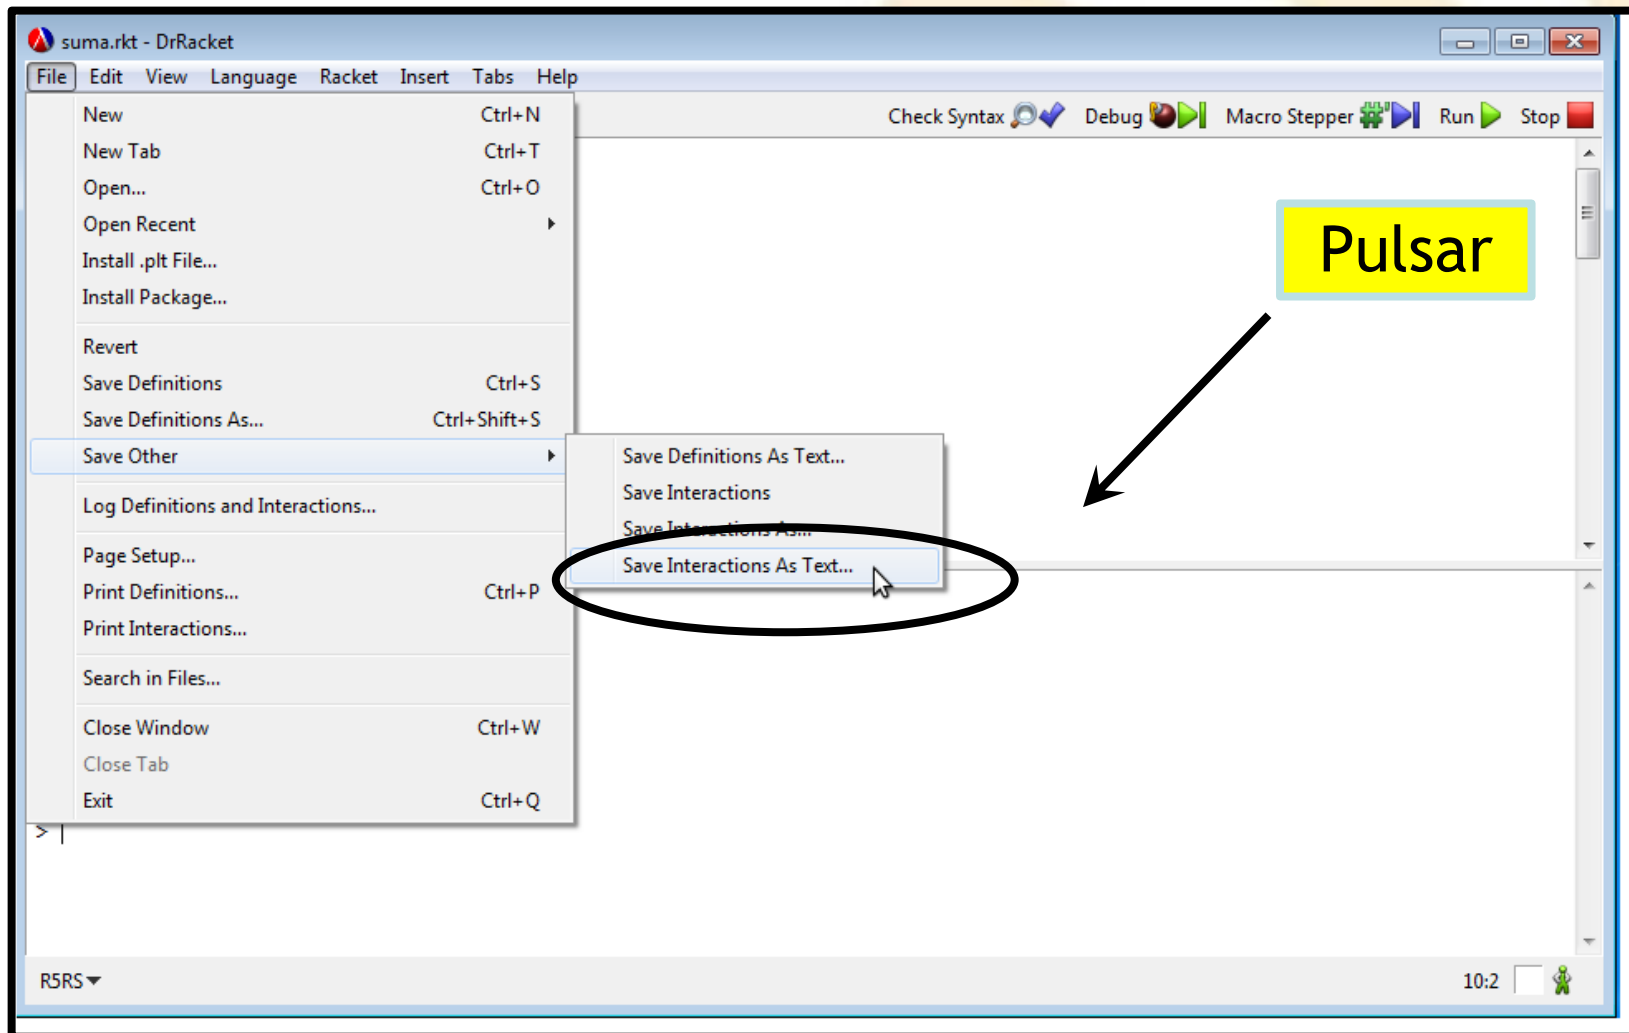 suma.rkt - DrRacket
File Edit View Language Racket Insert Tabs Help
Check Syntax Debug Macro Stepper Run Stop
New Ctrl+N
New Tab Ctrl+T
Open... Ctrl+O
Open Recent
Install .plt File...
Install Package...
Revert
Save Definitions Ctrl+S
Save Definitions As... Ctrl+Shift+S
Save Other
Log Definitions and Interactions...
Page Setup...
Print Definitions... Ctrl+P
Print Interactions...
Search in Files...
Close Window Ctrl+W
Close Tab
Exit Ctrl+Q
Save Definitions As Text...
Save Interactions
Save Interactions As...
Save Interactions As Text...
Pulsar
>
R5RS
10:2